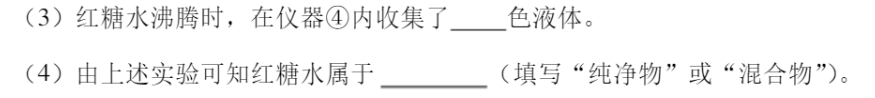 （3）红糖水沸腾时，在仪器④内收集了____色液体。
（4）由上述实验可知红糖水属于 ________ （填写“纯净物”或“混合物”）。